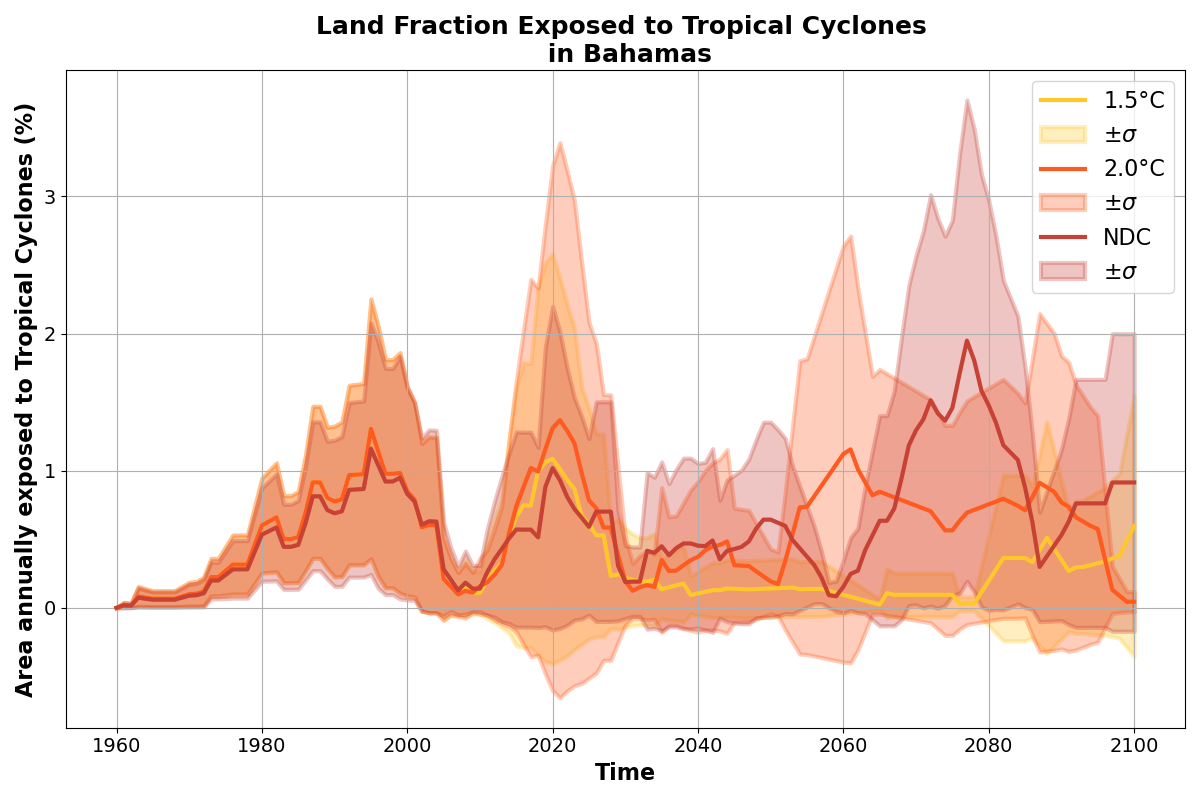 Land Fraction Exposed to Tropical Cyclones
in Bahamas
Area annually exposed to Tropical Cyclones (%)
3
2
1
0
1.5°C
±σ
2.0°C
±σ
NDC
±σ
1960 1980 2000 2020 2040 2060 2080 2100
Time